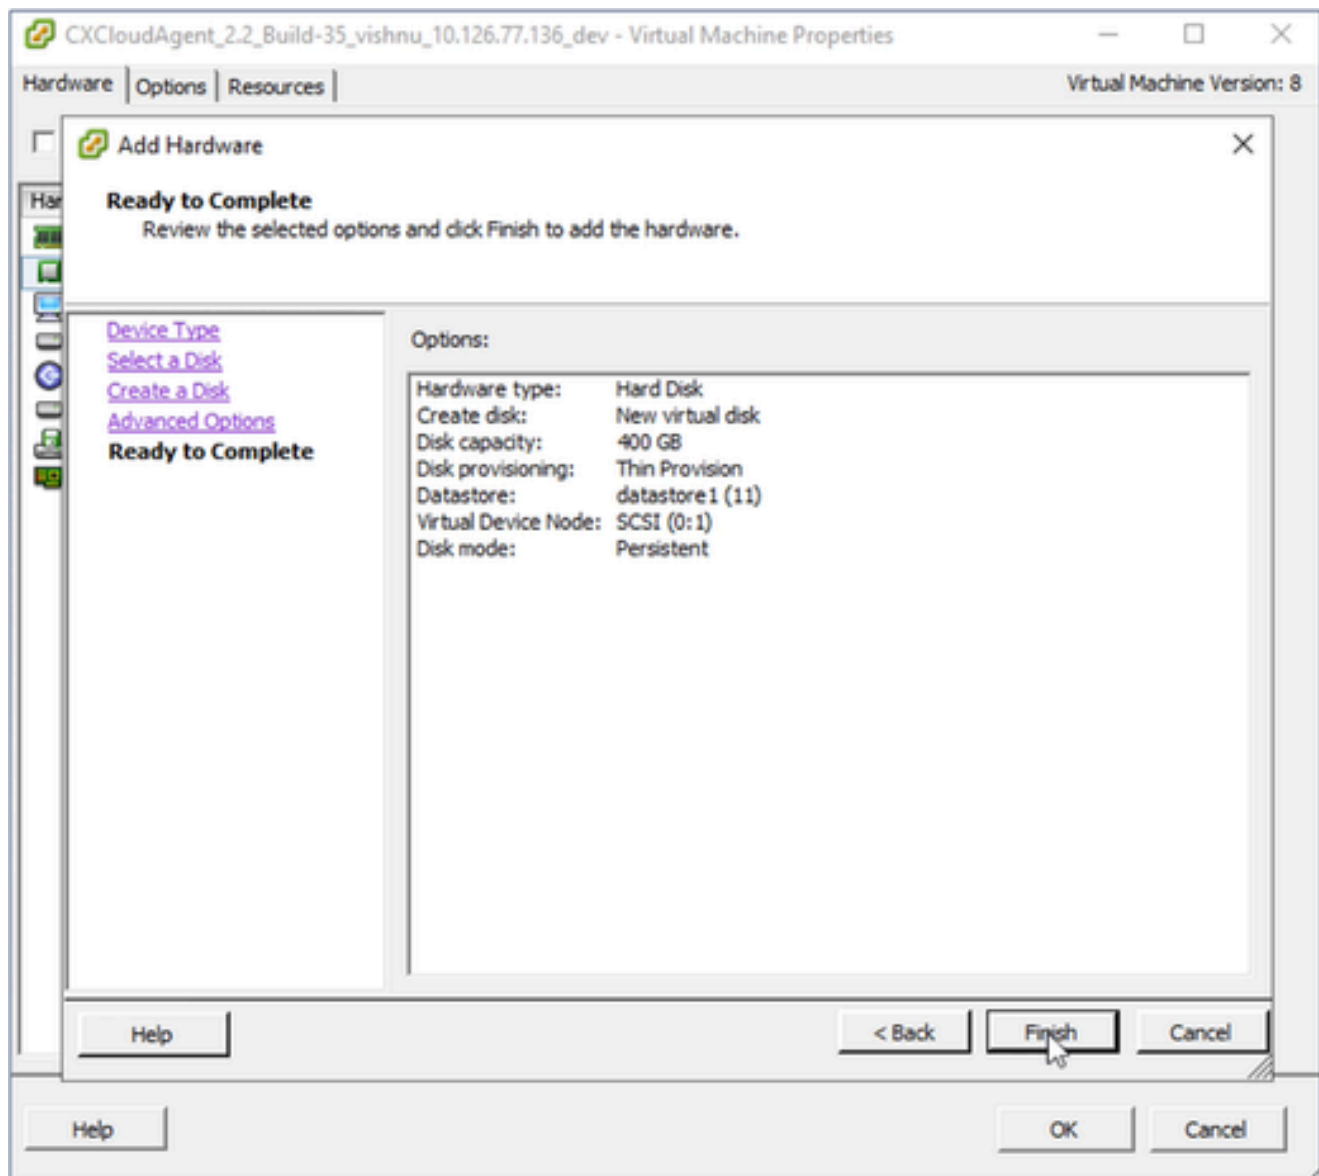 CXCloudAgent_2.2_Build-35_vishnu_10.126.77.136_dev - Virtual Machine Properties
Hardware Options Resources Virtual Machine Version: 8
Add Hardware
Ready to Complete
Review the selected options and click Finish to add the hardware.
Har
Device Type
Select a Disk
Create a Disk
Advanced Options
Ready to Complete
Options:
Hardware type: Hard Disk
Create disk: New virtual disk
Disk capacity: 400 GB
Disk provisioning: Thin Provision
Datastore: datastore1 (11)
Virtual Device Node: SCSI (0:1)
Disk mode: Persistent
Help < Back Finish Cancel
Help OK Cancel